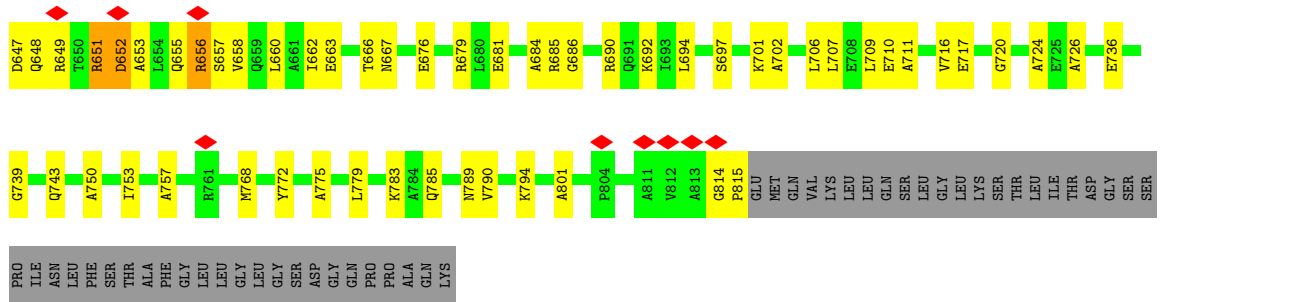 D647 Q648 R649 T650 R651 D652 A653 L654 Q655 R656 S657 V658 Q659 L660 A661 I662 E663 T666 N667 E676 R679 L680 E681 A684 R685 G686 R690 Q691 K692 I693 L694 S697 K701 A702 L706 L707 E708 L709 E710 A711 V716 E717 G720 A724 E725 A726 E736
G739 Q743 A750 I753 A757 R761 M768 Y772 A775 L779 K783 A784 Q785 N789 V790 K794 A801 P804 A811 V812 A813 G814 P815 GLU MET GLN VAL LYS LEU LEU GLN SER LEU GLY LEU LYS SER THR LEU ILE THR ASP GLY SER SER
PRO ILE ASN LEU PHE SER THR ALA PHE GLY LEU LEU GLY LEU GLY SER ASP GLY GLN PRO PRO ALA GLN LYS